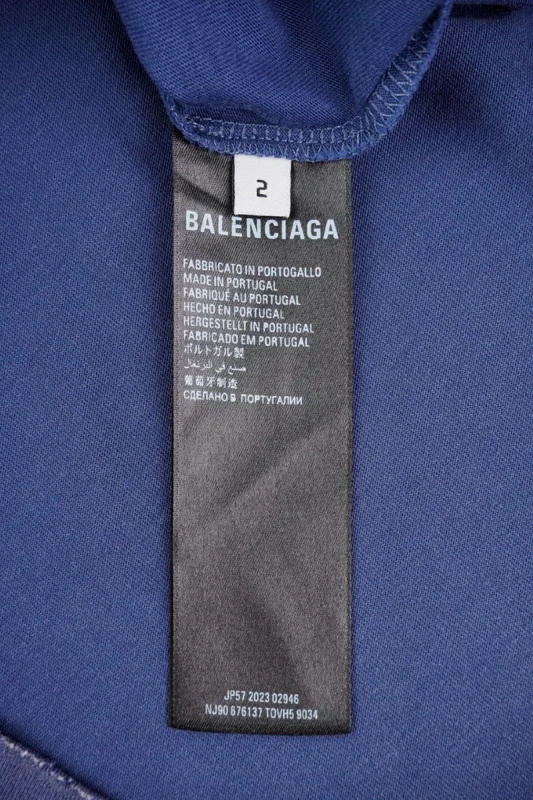 2
BALENCIAGA
FABBRICATO IN PORTOGALLO
MADE IN PORTUGAL
FABRIQUÉ AU PORTUGAL
HECHO EN PORTUGAL
HERGESTELLT IN PORTUGAL
FABRICADO EM PORTUGAL
ポルトガル製
صنع في البرتغال
葡萄牙制造
СДЕЛАНО В ПОРТУГАЛИИ
JP57 2023 02946
NJ90 676137 TOVH5 9034